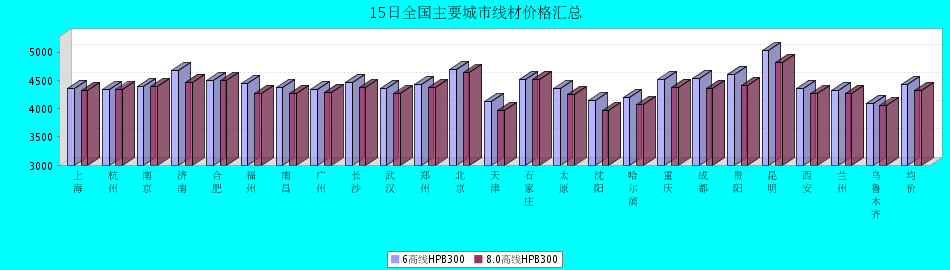 15日全国主要城市线材价格汇总
5000
4500
4000
3500
3000
上海
杭州
南京
济南
合肥
福州
南昌
广州
长沙
武汉
郑州
北京
天津
石家庄
太原
沈阳
哈尔滨
重庆
成都
贵阳
昆明
西安
兰州
乌鲁木齐
均价
6高线HPB300 8.0高线HPB300